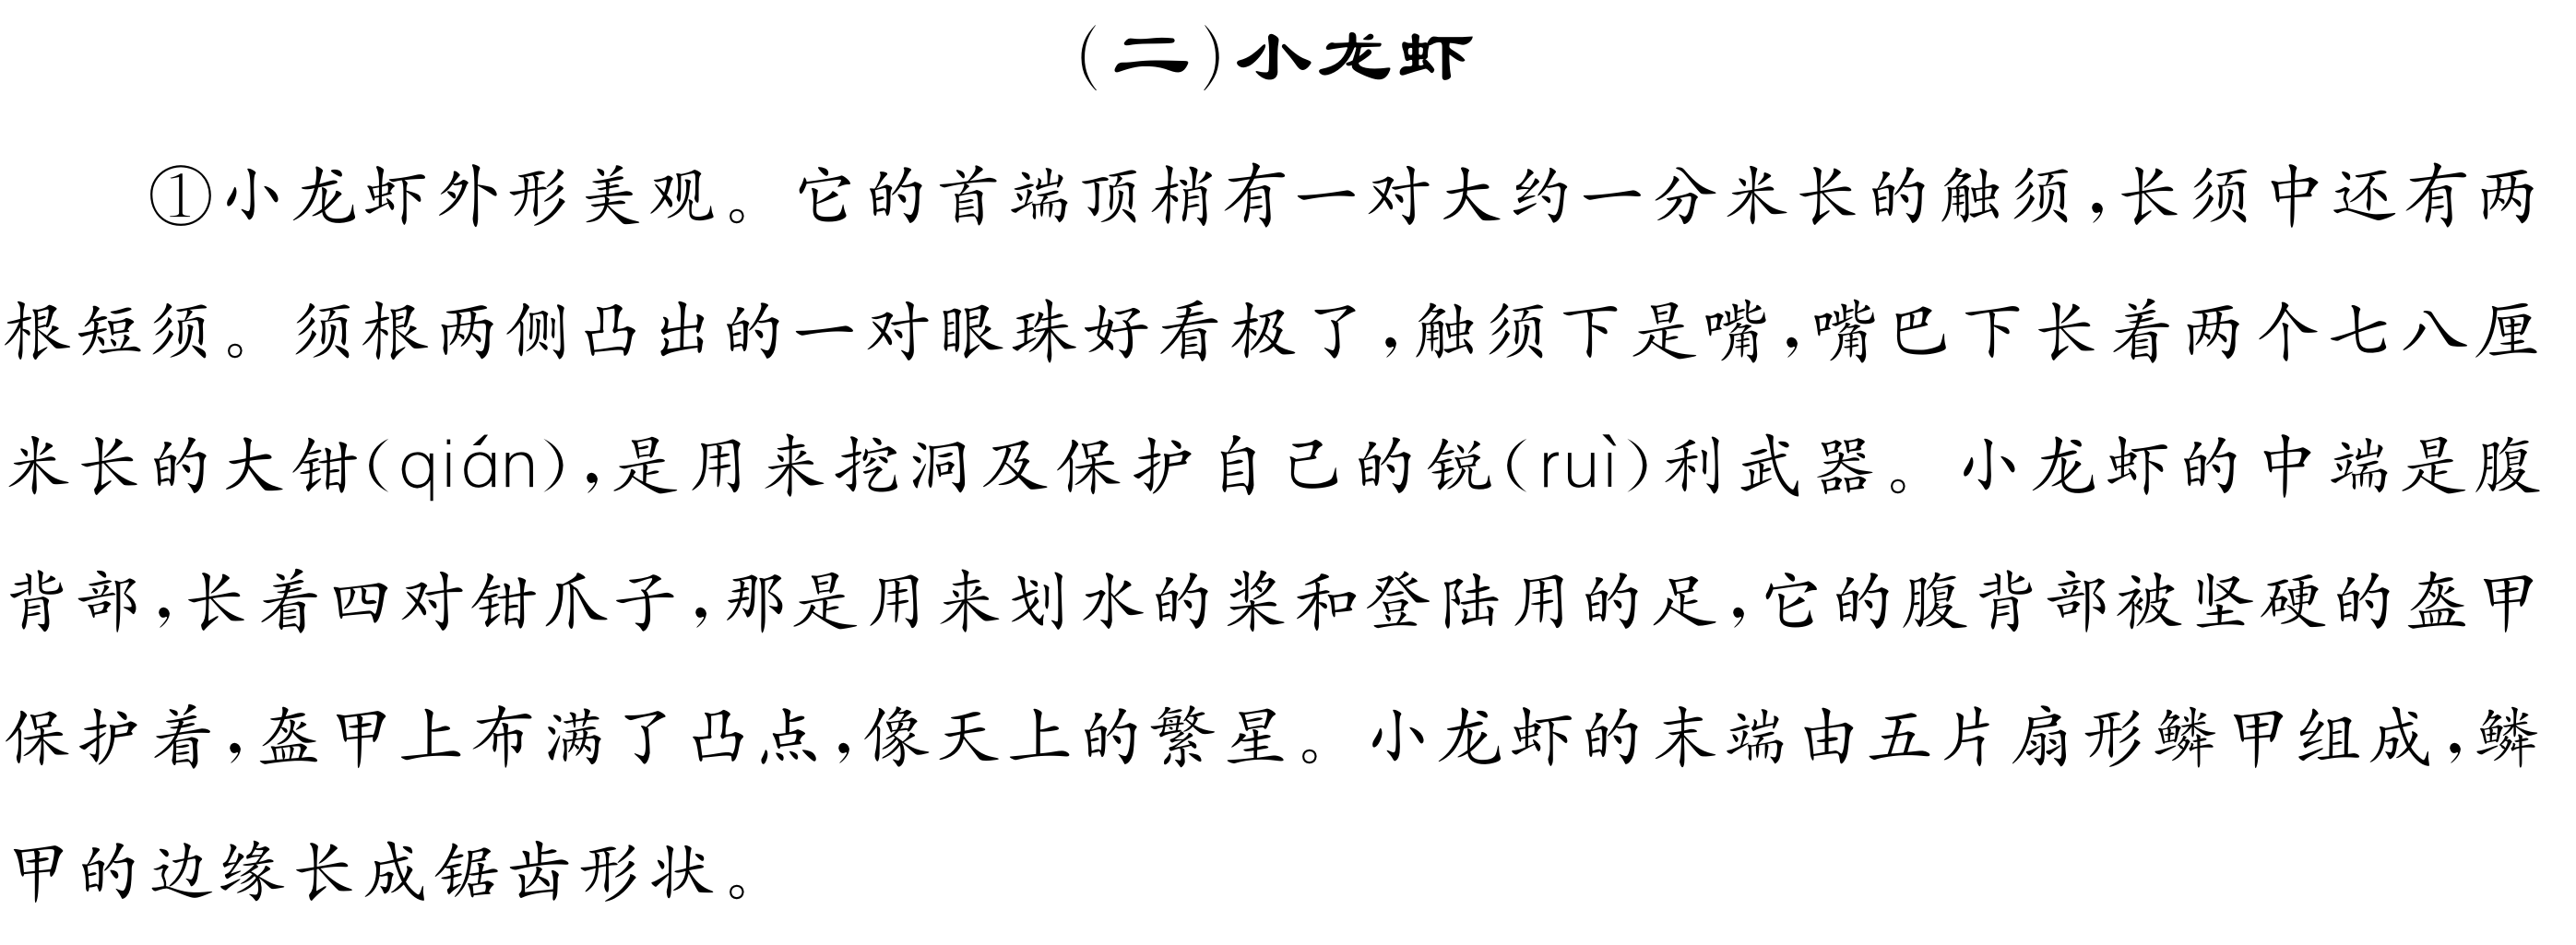 (二)小龙虾
①小龙虾外形美观。它的首端顶梢有一对大约一分米长的触须,长须中还有两
根短须。须根两侧凸出的一对眼珠好看极了,触须下是嘴,嘴巴下长着两个七八厘
米长的大钳(qián),是用来挖洞及保护自己的锐(ruì)利武器。小龙虾的中端是腹
背部,长着四对钳爪子,那是用来划水的桨和登陆用的足,它的腹背部被坚硬的盔甲
保护着,盔甲上布满了凸点,像天上的繁星。小龙虾的末端由五片扇形鳞甲组成,鳞
甲的边缘长成锯齿形状。